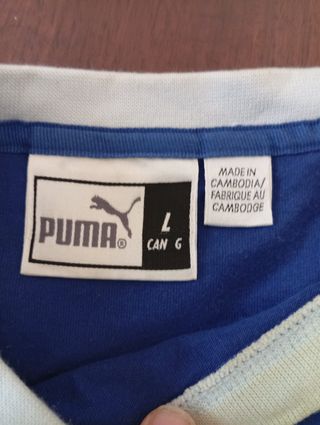 PUMA®
L
CAN G
MADE IN
CAMBODIA/
FABRIQUE AU
CAMBODGE